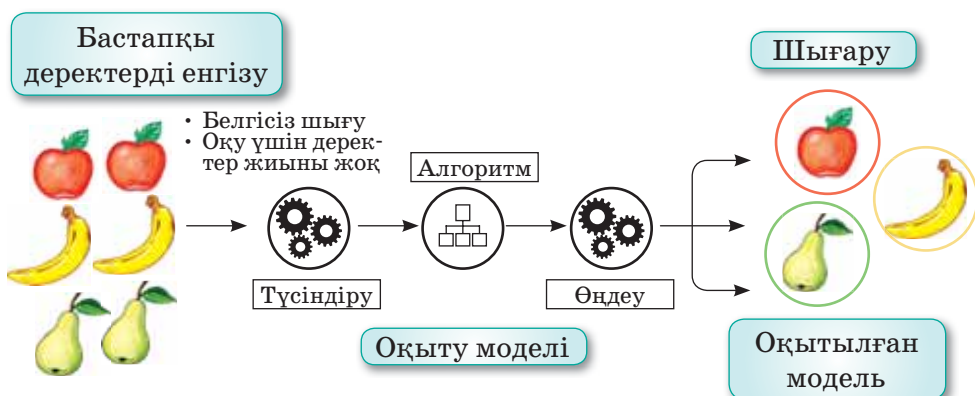 Бастапқы
деректерді енгізу
• Белгісіз шығу
• Оқу үшін дерек-
тер жиыны жоқ
Түсіндіру
Алгоритм
Өңдеу
Оқыту моделі
Шығару
Оқытылған
модель